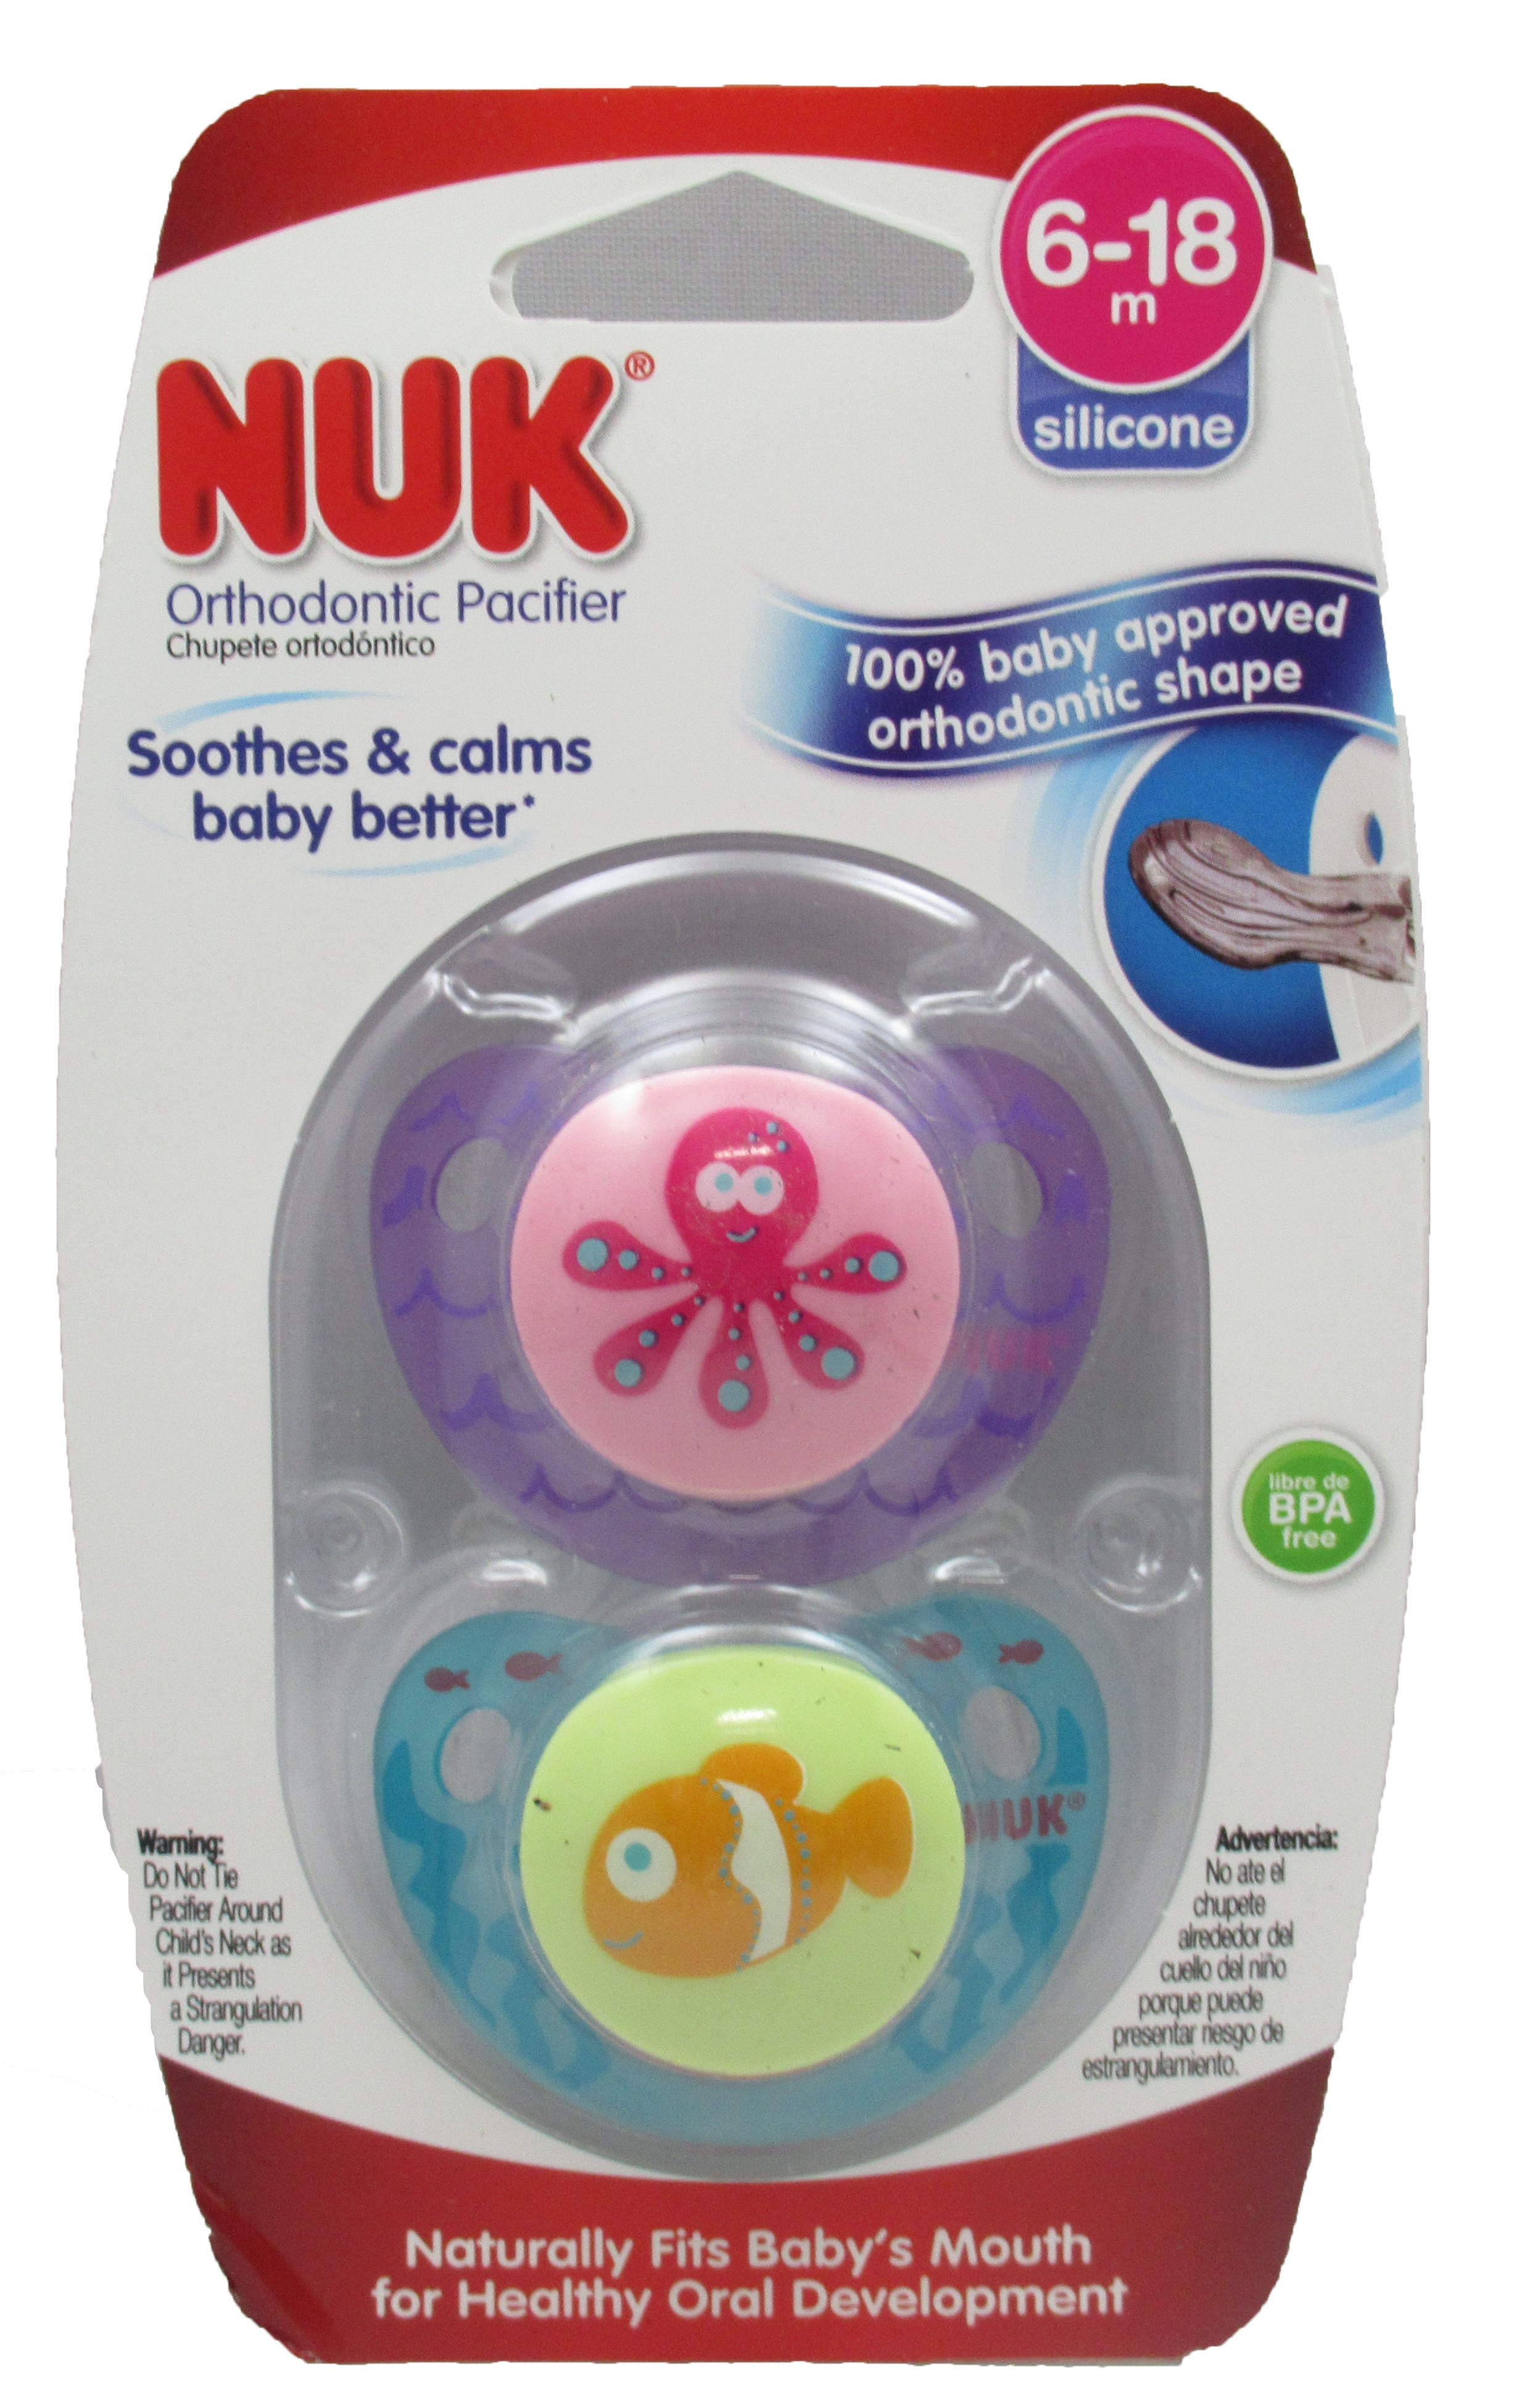 6-18
m
silicone
NUK®
Orthodontic Pacifier
Chupete ortodóntico
100% baby approved
orthodontic shape
Soothes & calms
baby better*
NUK
libre de
BPA
free
NUK®
Warning:
Do Not Tie
Pacifier Around
Child's Neck as
it Presents
a Strangulation
Danger.
Advertencia:
No ate el
chupete
alrededor del
cuello del niño
porque puede
presentar riesgo de
estrangulamiento.
Naturally Fits Baby's Mouth
for Healthy Oral Development